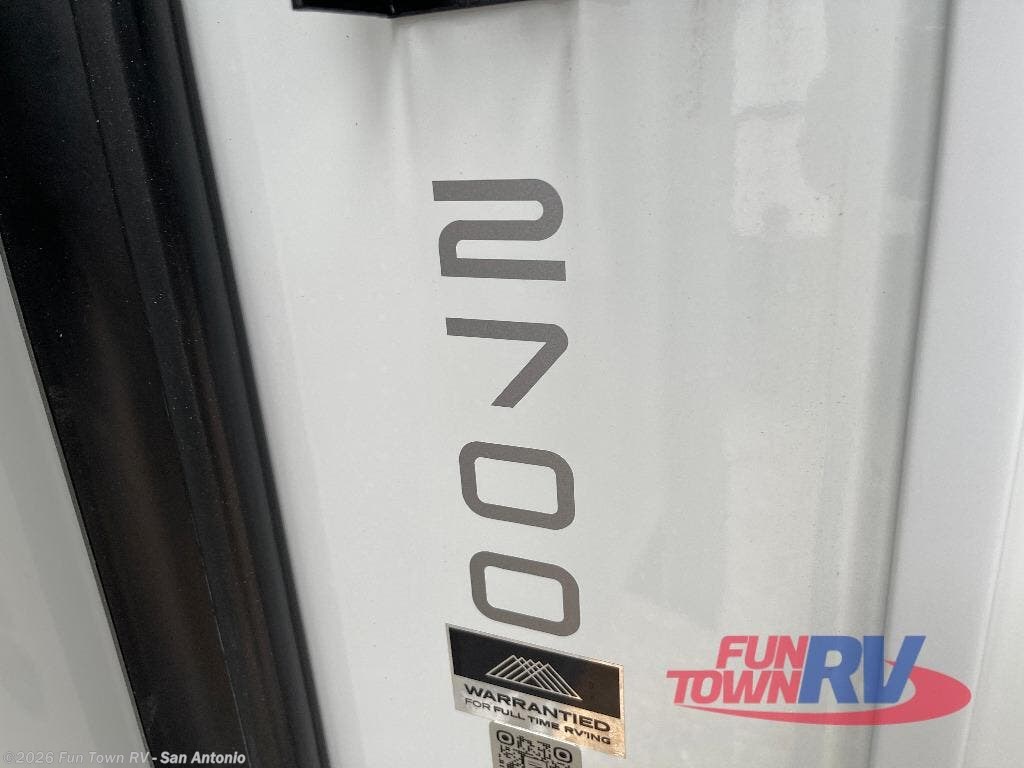 2700
WARRANTIED
FOR FULL TIME RV'ING
FUN
TOWN RV
©2026 Fun Town RV - San Antonio